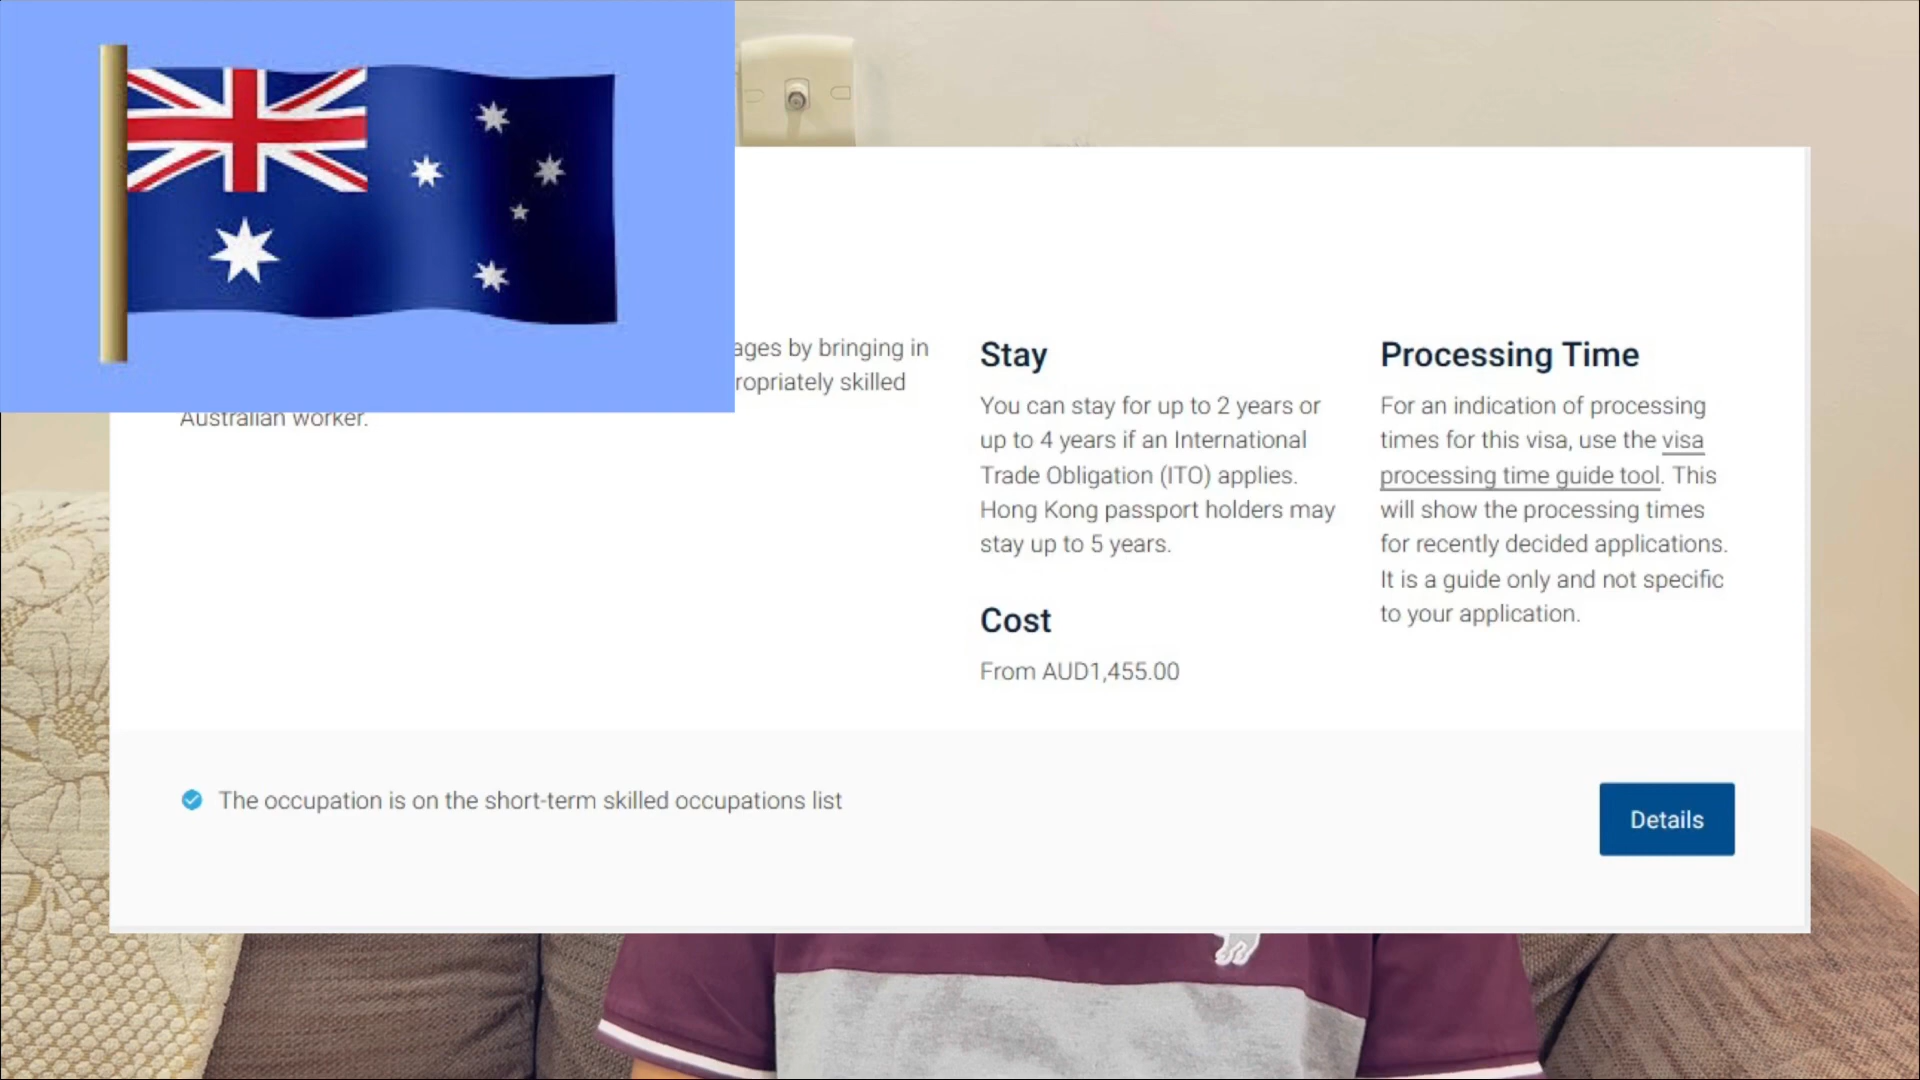 ages by bringing in
ropriately skilled
Australian worker.
Stay
You can stay for up to 2 years or
up to 4 years if an International
Trade Obligation (ITO) applies.
Hong Kong passport holders may
stay up to 5 years.
Cost
From AUD1,455.00
Processing Time
For an indication of processing
times for this visa, use the visa
processing time guide tool. This
will show the processing times
for recently decided applications.
It is a guide only and not specific
to your application.
The occupation is on the short-term skilled occupations list
Details